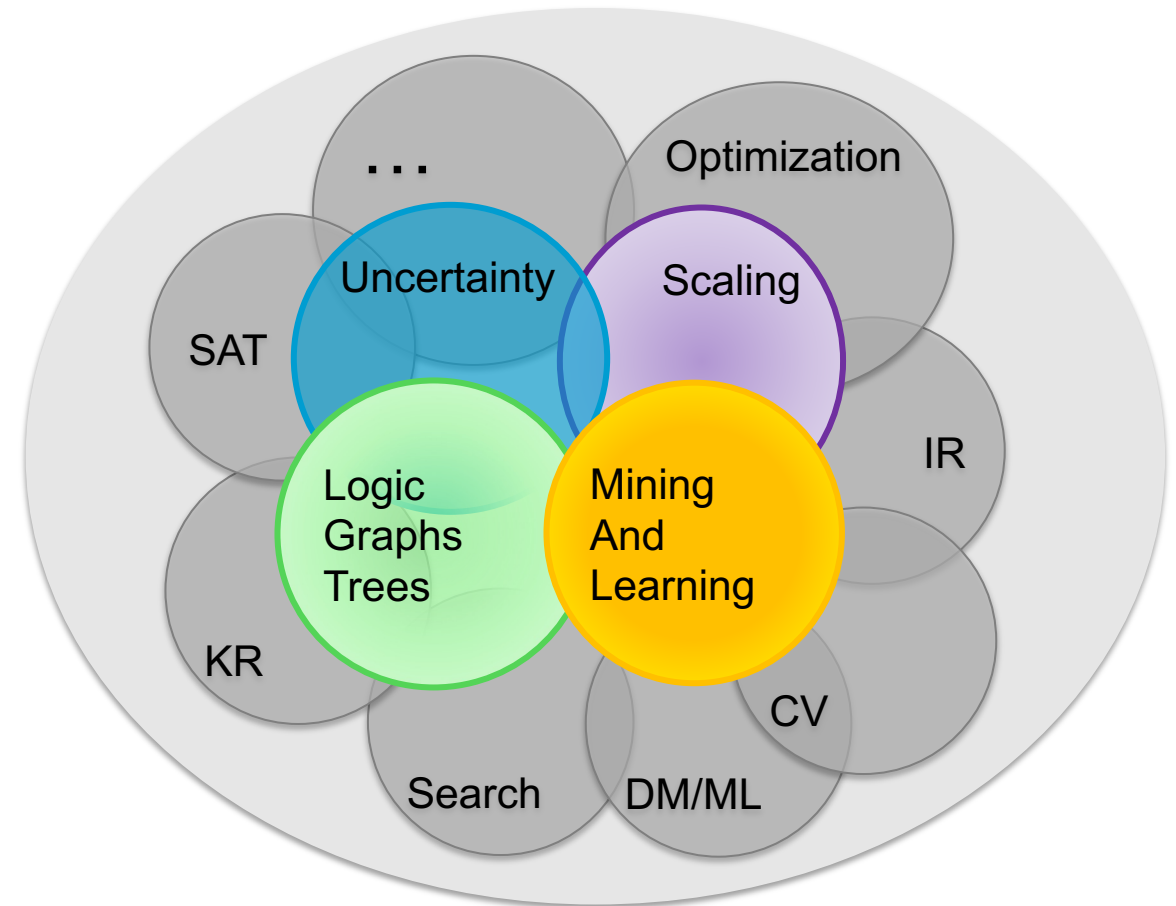 ...
Optimization
Uncertainty
Scaling
SAT
IR
Logic
Graphs
Trees
Mining
And
Learning
KR
CV
Search
DM/ML